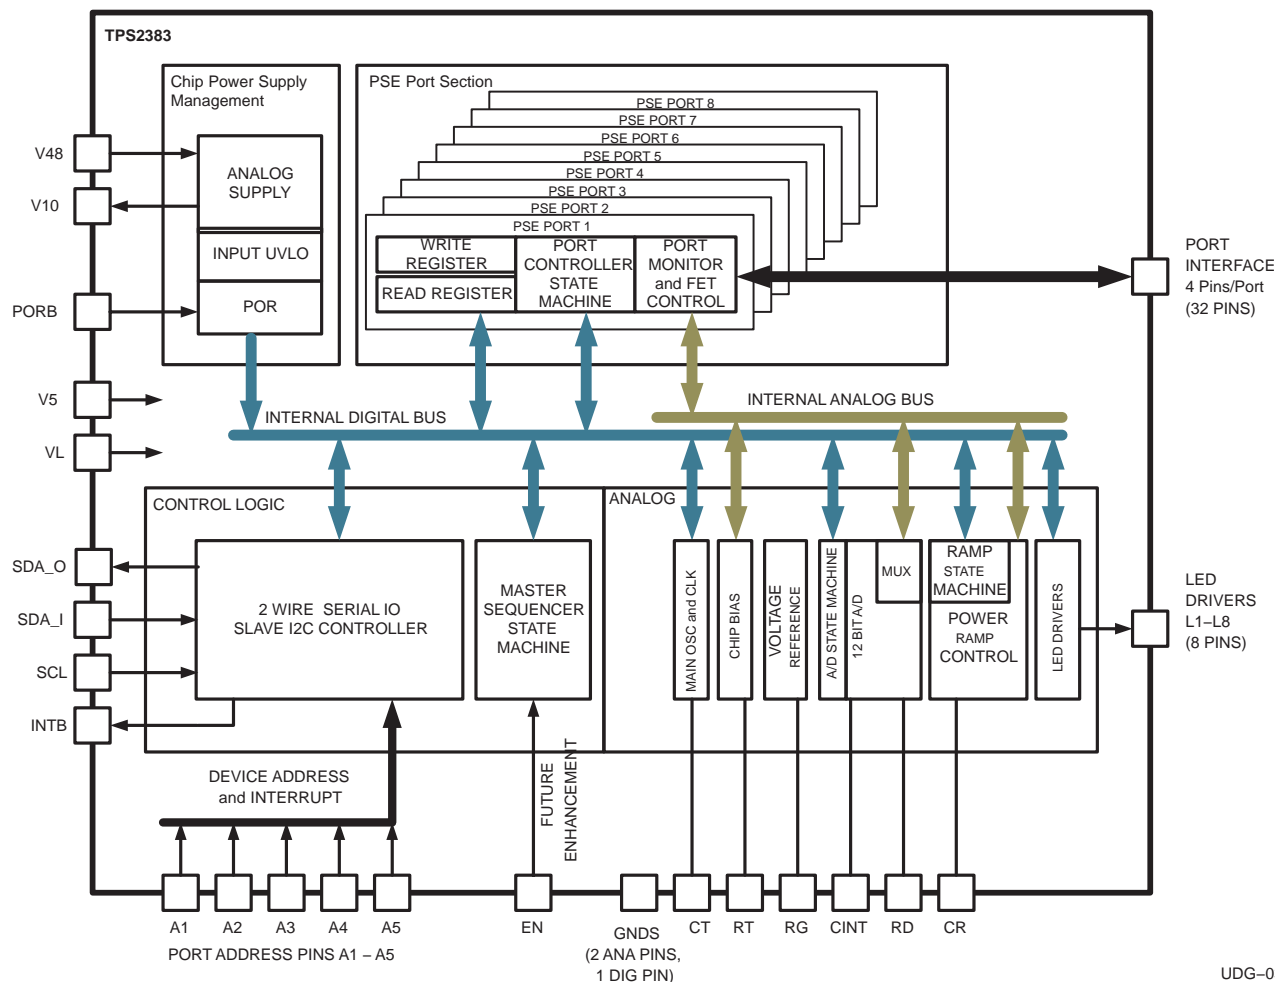 TPS2383
Chip Power Supply
Management
PSE Port Section
PSE PORT 8
PSE PORT 7
PSE PORT 6
PSE PORT 5
PSE PORT 4
PSE PORT 3
PSE PORT 2
PSE PORT 1
V48
V10
PORB
V5
VL
SDA_O
SDA_I
SCL
INTB
ANALOG
SUPPLY
INPUT UVLO
POR
WRITE
REGISTER
READ REGISTER
PORT
CONTROLLER
STATE
MACHINE
PORT
MONITOR
and FET
CONTROL
PORT
INTERFACE
4 Pins/Port
(32 PINS)
INTERNAL DIGITAL BUS
INTERNAL ANALOG BUS
CONTROL LOGIC
ANALOG
2 WIRE SERIAL IO
SLAVE I2C CONTROLLER
MASTER
SEQUENCER
STATE
MACHINE
MAIN OSC and CLK
CHIP BIAS
VOLTAGE
REFERENCE
A/D STATE MACHINE
12 BIT A/D
MUX
RAMP
STATE
MACHINE
POWER
RAMP
CONTROL
LED DRIVERS
LED
DRIVERS
L1–L8
(8 PINS)
DEVICE ADDRESS
and INTERRUPT
FUTURE
ENHANCEMENT
A1
A2
A3
A4
A5
PORT ADDRESS PINS A1 – A5
EN
GNDS
(2 ANA PINS,
1 DIG PIN)
CT
RT
RG
CINT
RD
CR
UDG–0